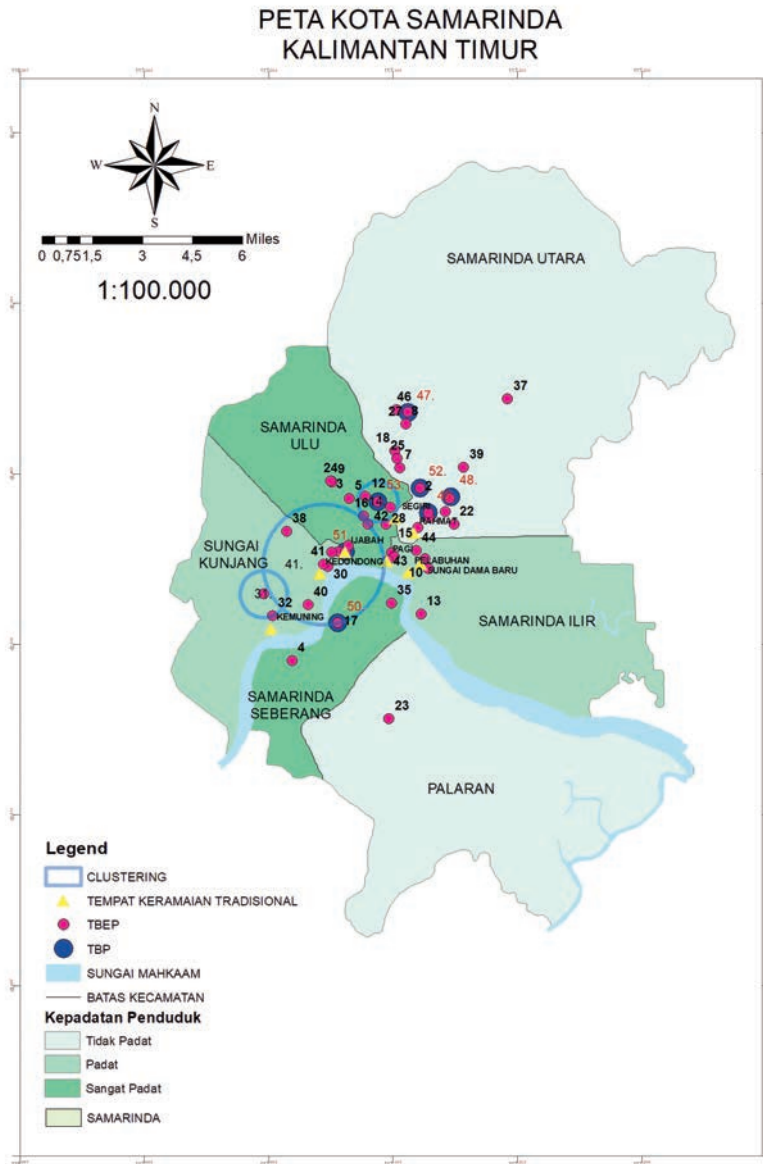 PETA KOTA SAMARINDA
KALIMANTAN TIMUR
N
W E
S
Miles
0 0,75 1,5 3 4,5 6
1:100.000
SAMARINDA UTARA
37
46 47.
27 8
18
25
7
39
SAMARINDA
ULU
249
3
5
12
53.
52.
2
48.
16
14
SEGIRI
22
42
28
15
RAHMAT
38
SUNGAI
KUNJANG
51.
IJABAH
44
41
KEDONDONG
PAGI
PELABUHAN
41.
30
43
10
SUNGAI DAMA BARU
32
KEMUNING
40
50.
17
35
13
SAMARINDA ILIR
4
SAMARINDA
SEBERANG
23
PALARAN
Legend
CLUSTERING
TEMPAT KERAMAIAN TRADISIONAL
TBEP
TBP
SUNGAI MAHKAAM
BATAS KECAMATAN
Kepadatan Penduduk
Tidak Padat
Padat
Sangat Padat
SAMARINDA